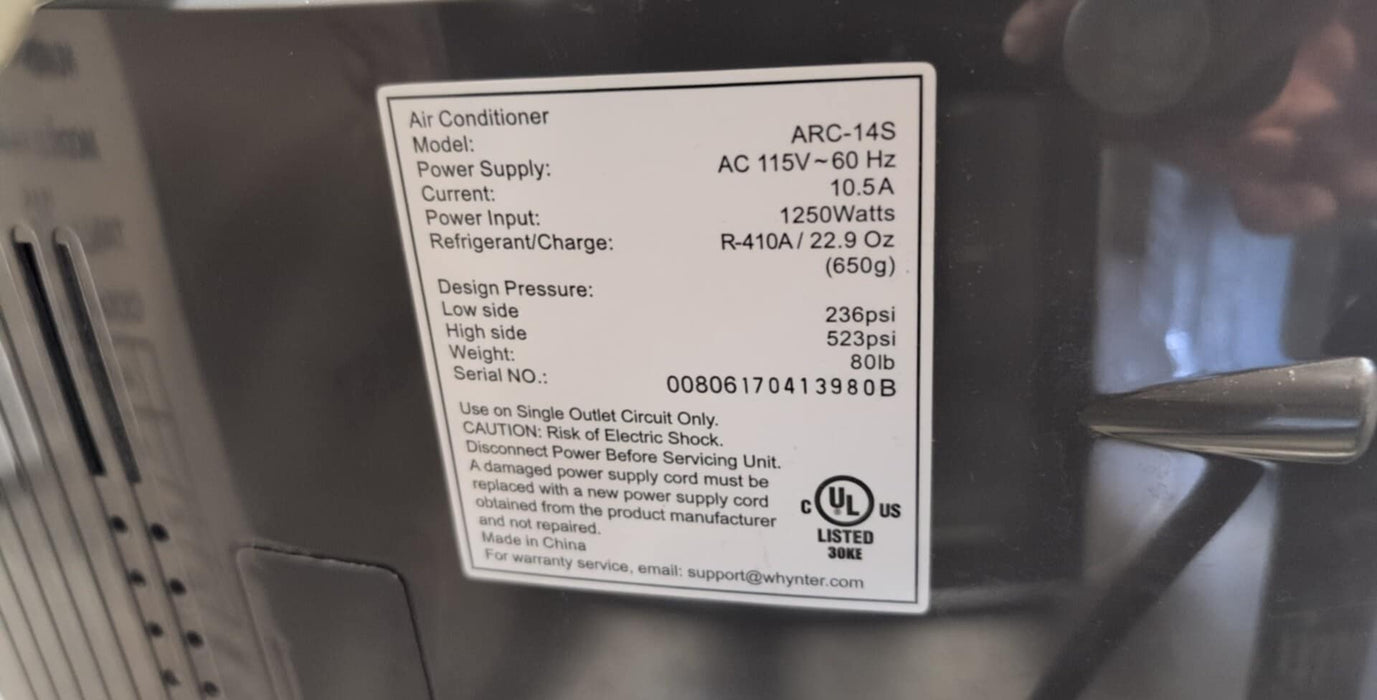 Air Conditioner
Model: ARC-14S
Power Supply: AC 115V~60 Hz
Current: 10.5A
Power Input: 1250Watts
Refrigerant/Charge: R-410A/ 22.9 Oz
(650g)
Design Pressure:
Low side 236psi
High side 523psi
Weight: 80lb
Serial NO.: 00806170413980B
Use on Single Outlet Circuit Only.
CAUTION: Risk of Electric Shock.
Disconnect Power Before Servicing Unit.
A damaged power supply cord must be
replaced with a new power supply cord
obtained from the product manufacturer
and not repaired.
Made in China
For warranty service, email: support@whynter.com
C UL ® US
LISTED
30KE